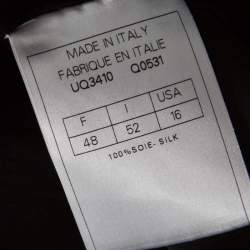 MADE IN ITALY
FABRIQUE EN ITALIE
UQ3410 Q0531
F I USA
48 52 16
100%SOIE- SILK